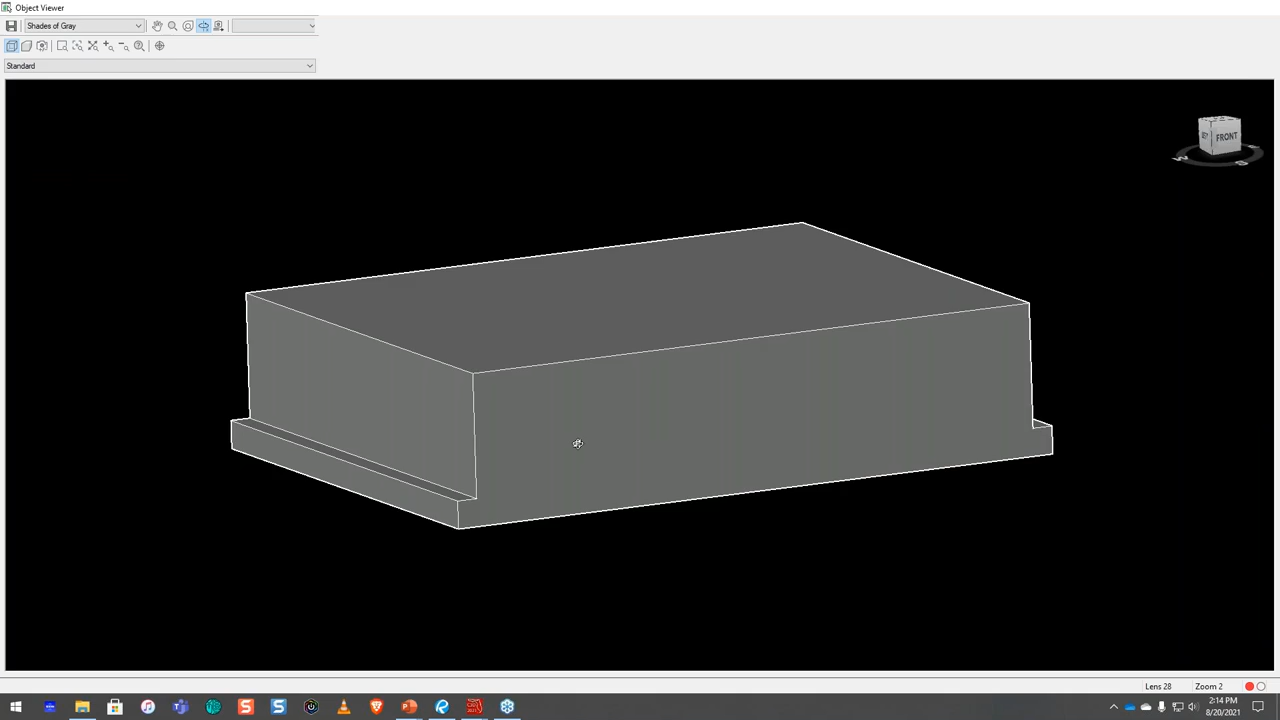 Object Viewer
Shades of Gray
Standard
FRONT
W
Lens 28
Zoom 2
2:14 PM
8/20/2021